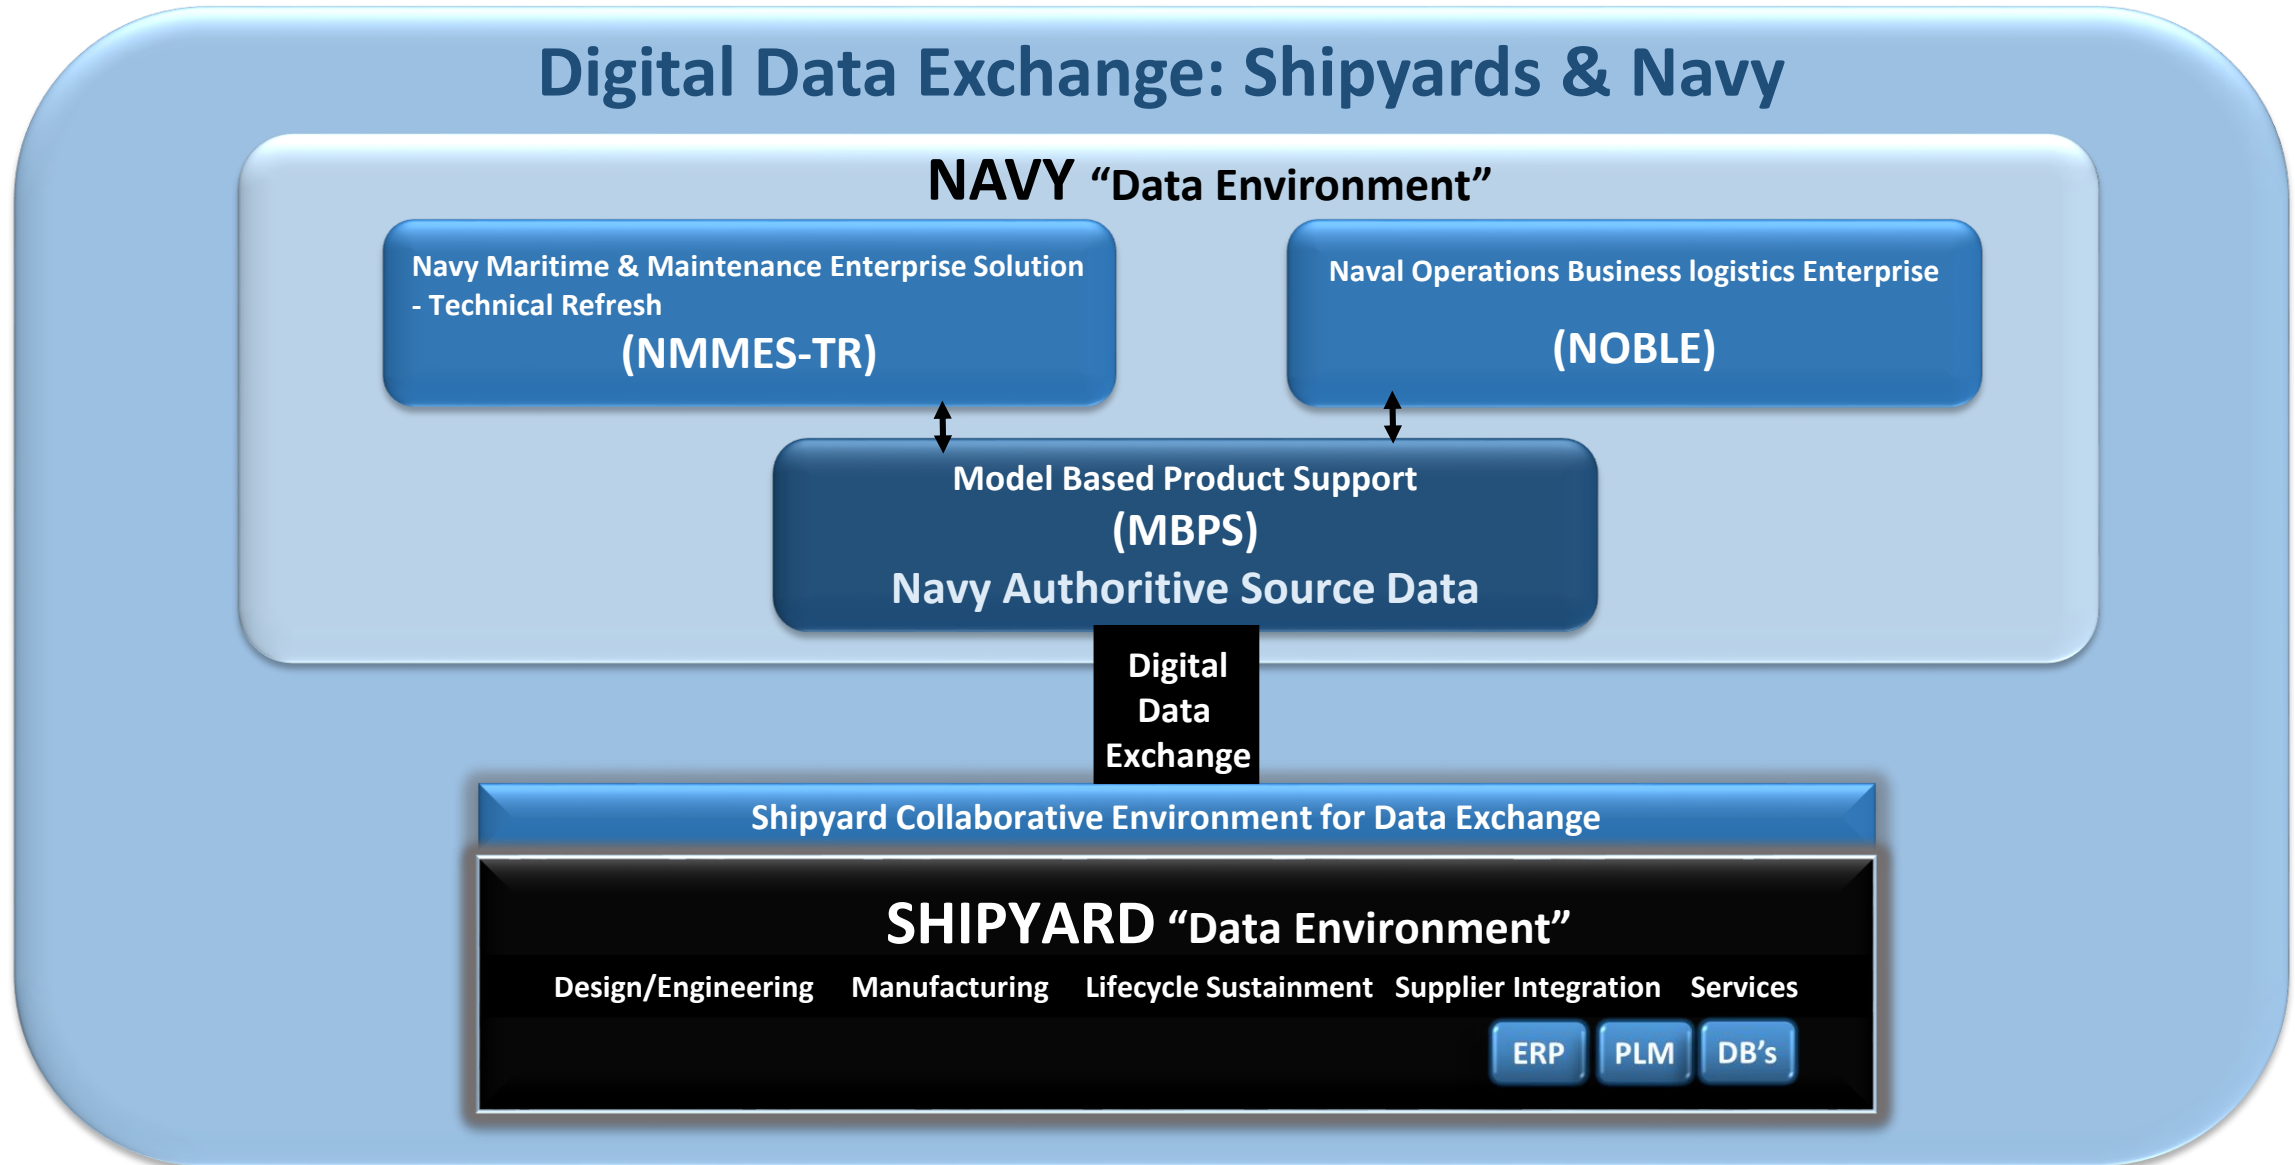 Digital Data Exchange: Shipyards & Navy
NAVY “Data Environment”
Navy Maritime & Maintenance Enterprise Solution
- Technical Refresh
(NMMES-TR)
Naval Operations Business logistics Enterprise
(NOBLE)
Model Based Product Support
(MBPS)
Navy Authoritive Source Data
Digital
Data
Exchange
Shipyard Collaborative Environment for Data Exchange
SHIPYARD “Data Environment”
Design/Engineering Manufacturing Lifecycle Sustainment Supplier Integration Services
ERP PLM DB’s